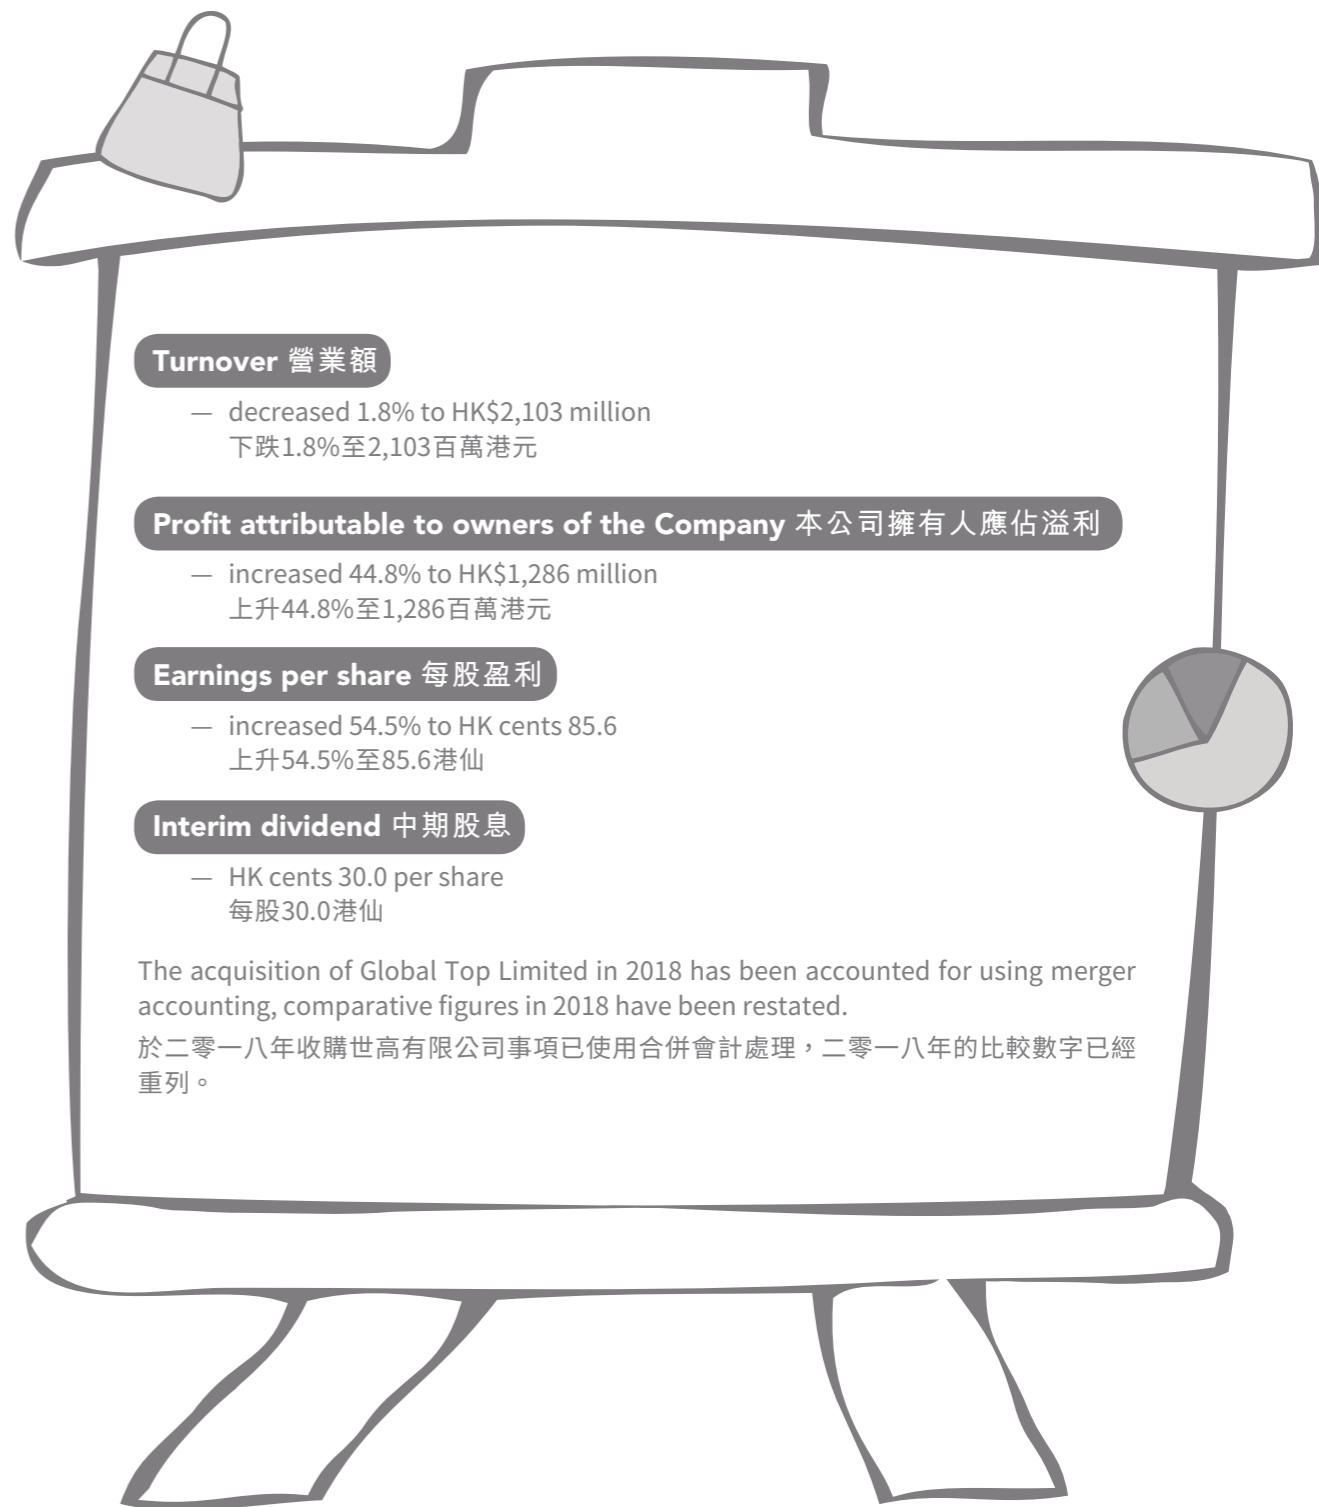 Turnover 營業額
— decreased 1.8% to HK$2,103 million
下跌1.8%至2,103百萬港元
Profit attributable to owners of the Company 本公司擁有人應佔溢利
— increased 44.8% to HK$1,286 million
上升44.8%至1,286百萬港元
Earnings per share 每股盈利
— increased 54.5% to HK cents 85.6
上升54.5%至85.6港仙
Interim dividend 中期股息
— HK cents 30.0 per share
每股30.0港仙
The acquisition of Global Top Limited in 2018 has been accounted for using merger
accounting, comparative figures in 2018 have been restated.
於二零一八年收購世高有限公司事項已使用合併會計處理，二零一八年的比較數字已經
重列。